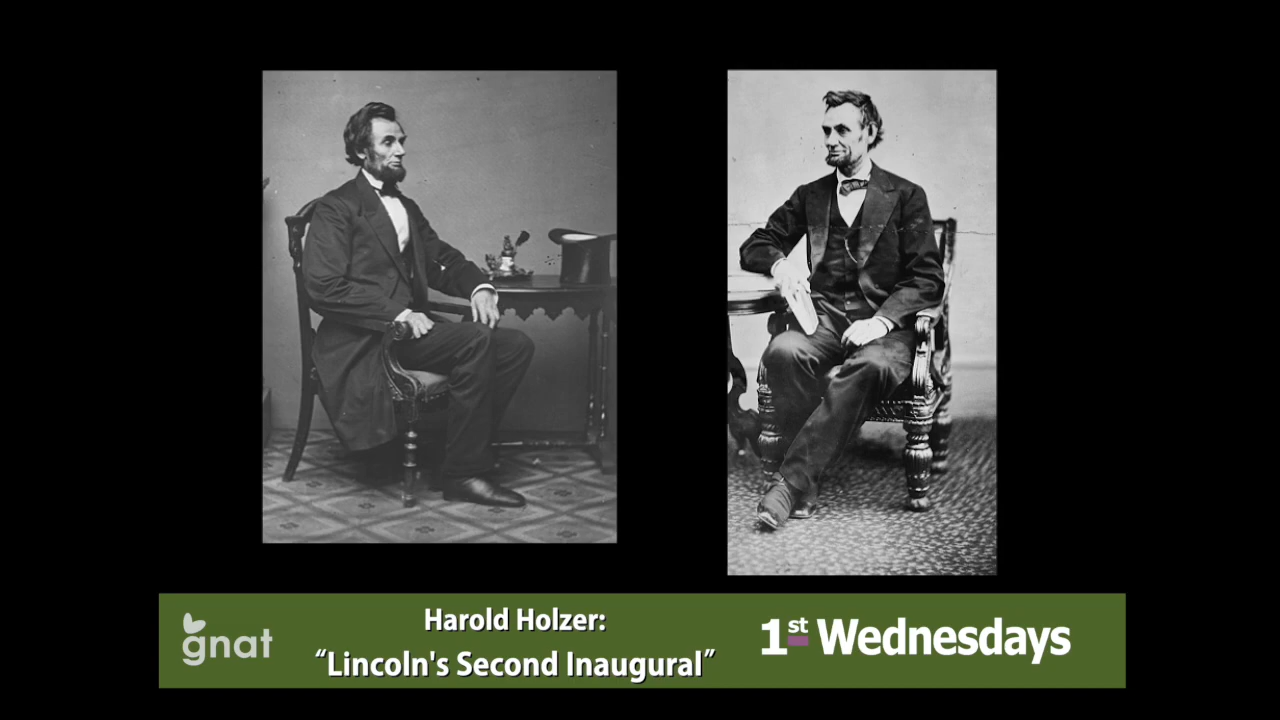 gnat
Harold Holzer:
“Lincoln's Second Inaugural”
1st Wednesdays